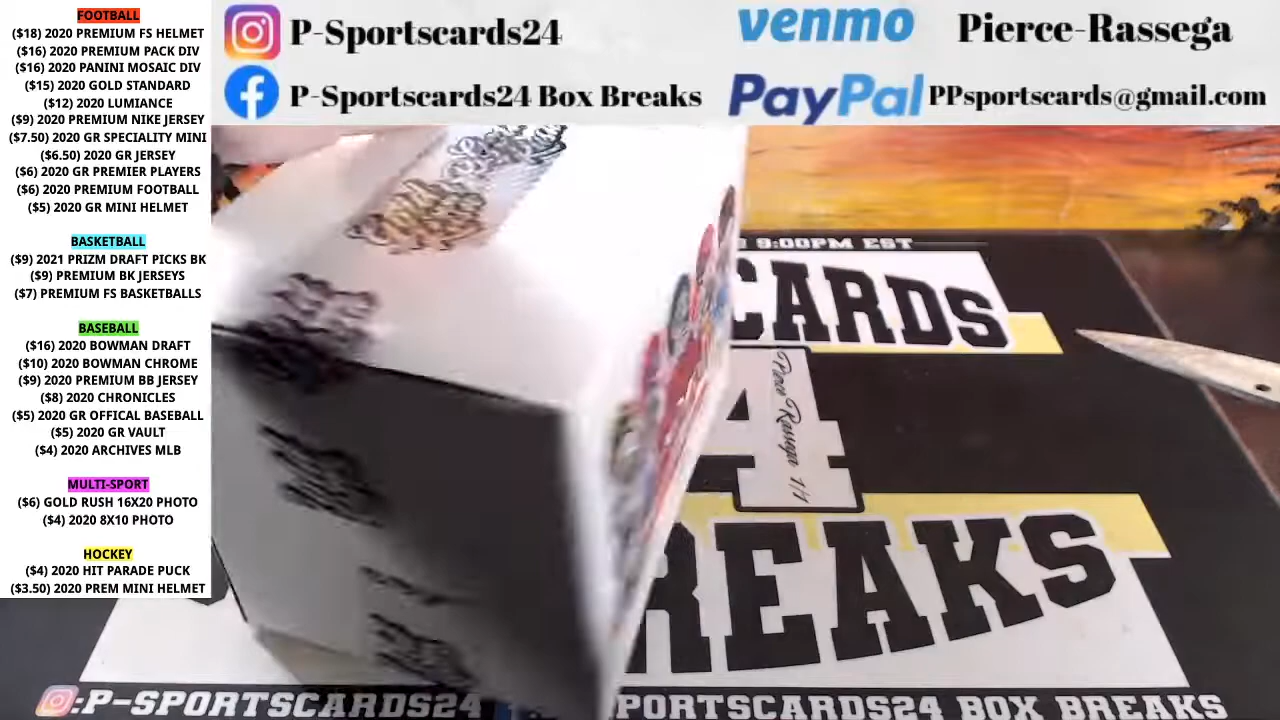 FOOTBALL
($18) 2020 PREMIUM FS HELMET
($16) 2020 PREMIUM PACK DIV
($16) 2020 PANINI MOSAIC DIV
($15) 2020 GOLD STANDARD
($12) 2020 LUMIANCE
($9) 2020 PREMIUM NIKE JERSEY
($7.50) 2020 GR SPECIALITY MINI
($6.50) 2020 GR JERSEY
($6) 2020 GR PREMIER PLAYERS
($6) 2020 PREMIUM FOOTBALL
($5) 2020 GR MINI HELMET
BASKETBALL
($9) 2021 PRIZM DRAFT PICKS BK
($9) PREMIUM BK JERSEYS
($7) PREMIUM FS BASKETBALLS
BASEBALL
($16) 2020 BOWMAN DRAFT
($10) 2020 BOWMAN CHROME
($9) 2020 PREMIUM BB JERSEY
($8) 2020 CHRONICLES
($5) 2020 GR OFFICAL BASEBALL
($5) 2020 GR VAULT
($4) 2020 ARCHIVES MLB
MULTI-SPORT
($6) GOLD RUSH 16X20 PHOTO
($4) 2020 8X10 PHOTO
HOCKEY
($4) 2020 HIT PARADE PUCK
($3.50) 2020 PREM MINI HELMET
P-Sportscards24
P-Sportscards24 Box Breaks
venmo Pierce-Rassega
PayPal PPsportscards@gmail.com
9:00PM EST
CARDS
4
Pierce Rassega 1/1
REAKS
:P-SPORTSCARDS24
PORTSCARDS24 BOX BREAKS